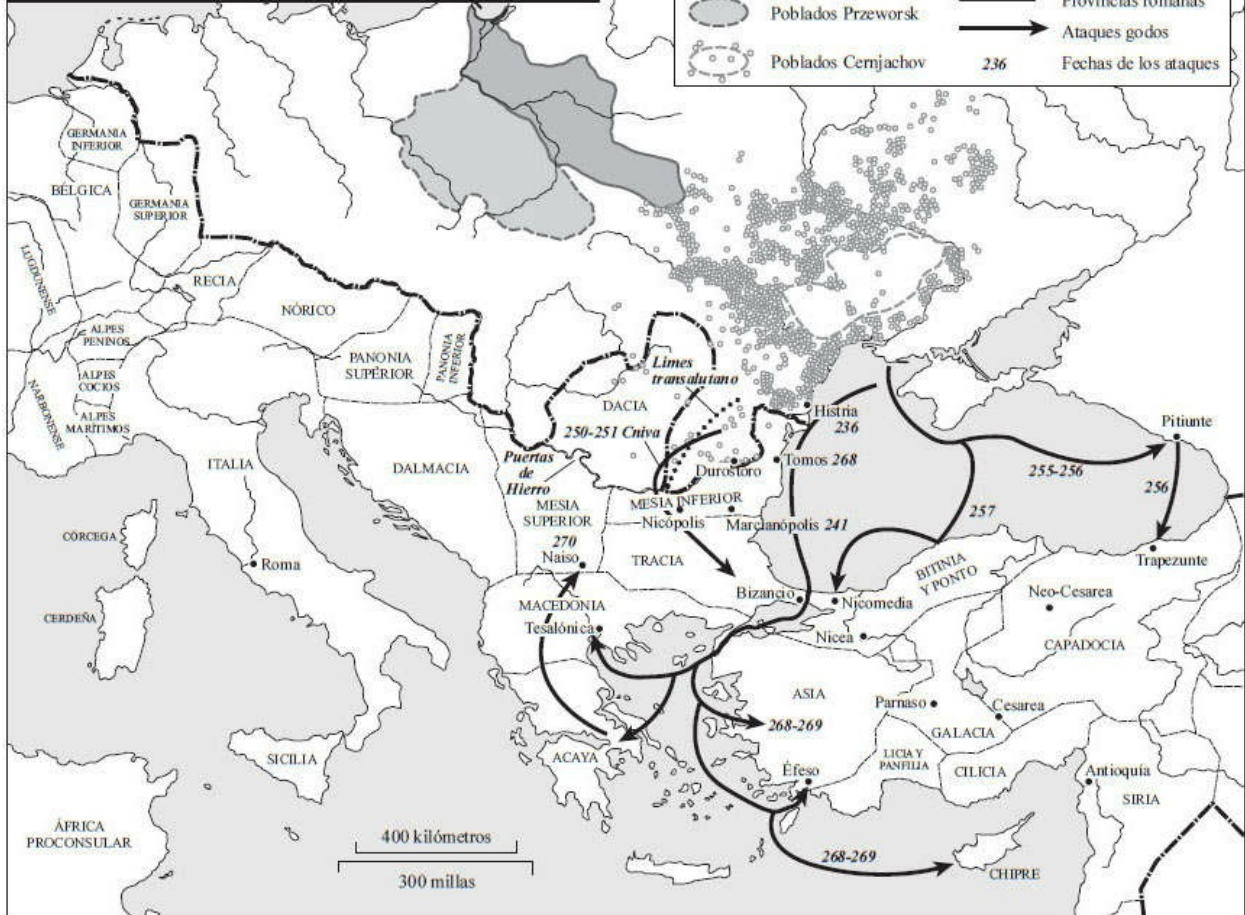 Provincias romanas
Poblados Przeworsk
Ataques godos
Poblados Cernjachov
236
Fechas de los ataques
GERMANIA
INFERIOR
BÉLGICA
GERMANIA
SUPERIOR
LUGDUNENSE
RECIA
NÓRICO
ALPES
PENINOS
PANONIA
SUPERIOR
PANONIA
INFERIOR
ALPES
COCIOS
NARBONENSE
ALPES
MARÍTIMOS
Limes
transalutano
DACIA
250-251 Cniva
Histria
236
Pitiunte
ITALIA
DALMACIA
Puertas
de
Hierro
Durostoro
Tomos 268
255-256
256
MESIA
SUPERIOR
270
Naiso
MESIA INFERIOR
Nicópolis
Marcianópolis 241
257
CÓRCEGA
Roma
TRACIA
Trapezunte
BITINIA
Y PONTO
Bizancio
Nicomedia
Neo-Cesarea
CERDEÑA
MACEDONIA
Tesalónica
Nicea
CAPADOCIA
ASIA
Parnaso
Cesarea
268-269
GALACIA
SICILIA
ACAYA
LICIA Y
PANFILIA
CILICIA
Éfeso
Antioquía
SIRIA
ÁFRICA
PROCONSULAR
400 kilómetros
300 millas
268-269
CHIPRE